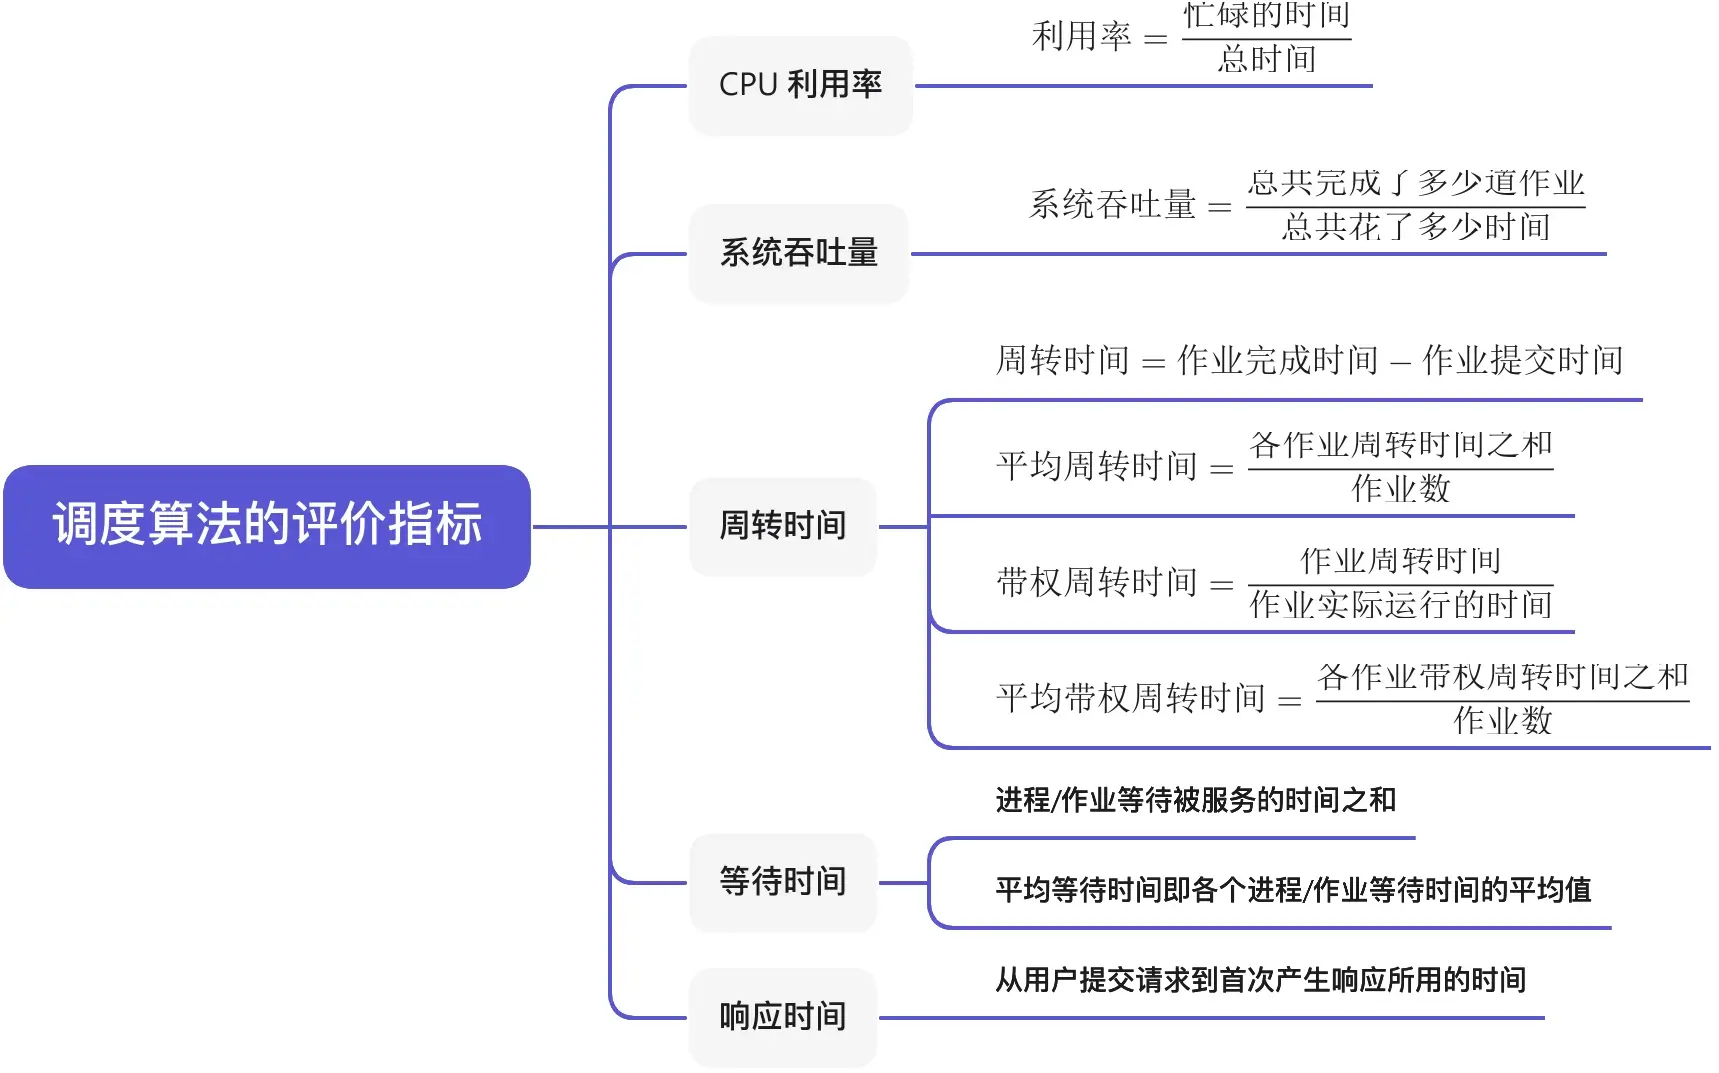 调度算法的评价指标
CPU 利用率
利用率 = 忙碌的时间 / 总时间
系统吞吐量
系统吞吐量 = 总共完成了多少道作业 / 总共花了多少时间
周转时间
周转时间 = 作业完成时间 − 作业提交时间
平均周转时间 = 各作业周转时间之和 / 作业数
带权周转时间 = 作业周转时间 / 作业实际运行的时间
平均带权周转时间 = 各作业带权周转时间之和 / 作业数
等待时间
进程/作业等待被服务的时间之和
平均等待时间即各个进程/作业等待时间的平均值
响应时间
从用户提交请求到首次产生响应所用的时间